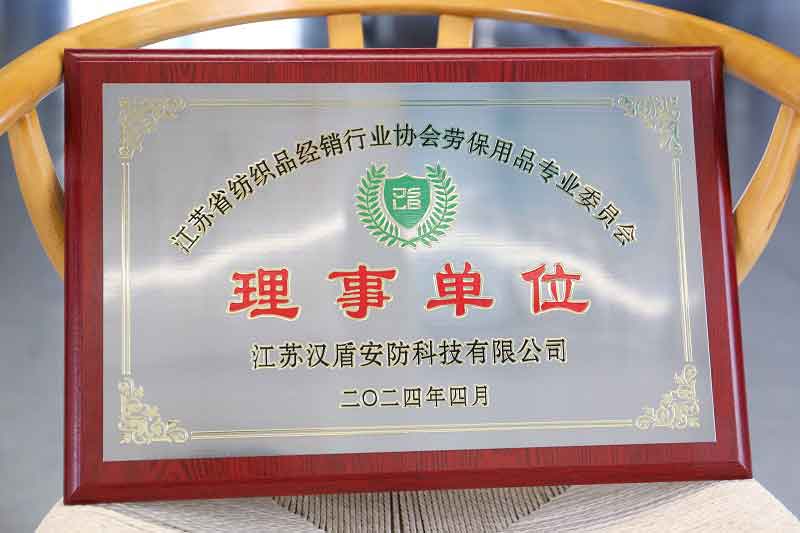 江苏省纺织品经销行业协会劳保用品专业委员会
理事单位
江苏汉盾安防科技有限公司
二〇二四年四月